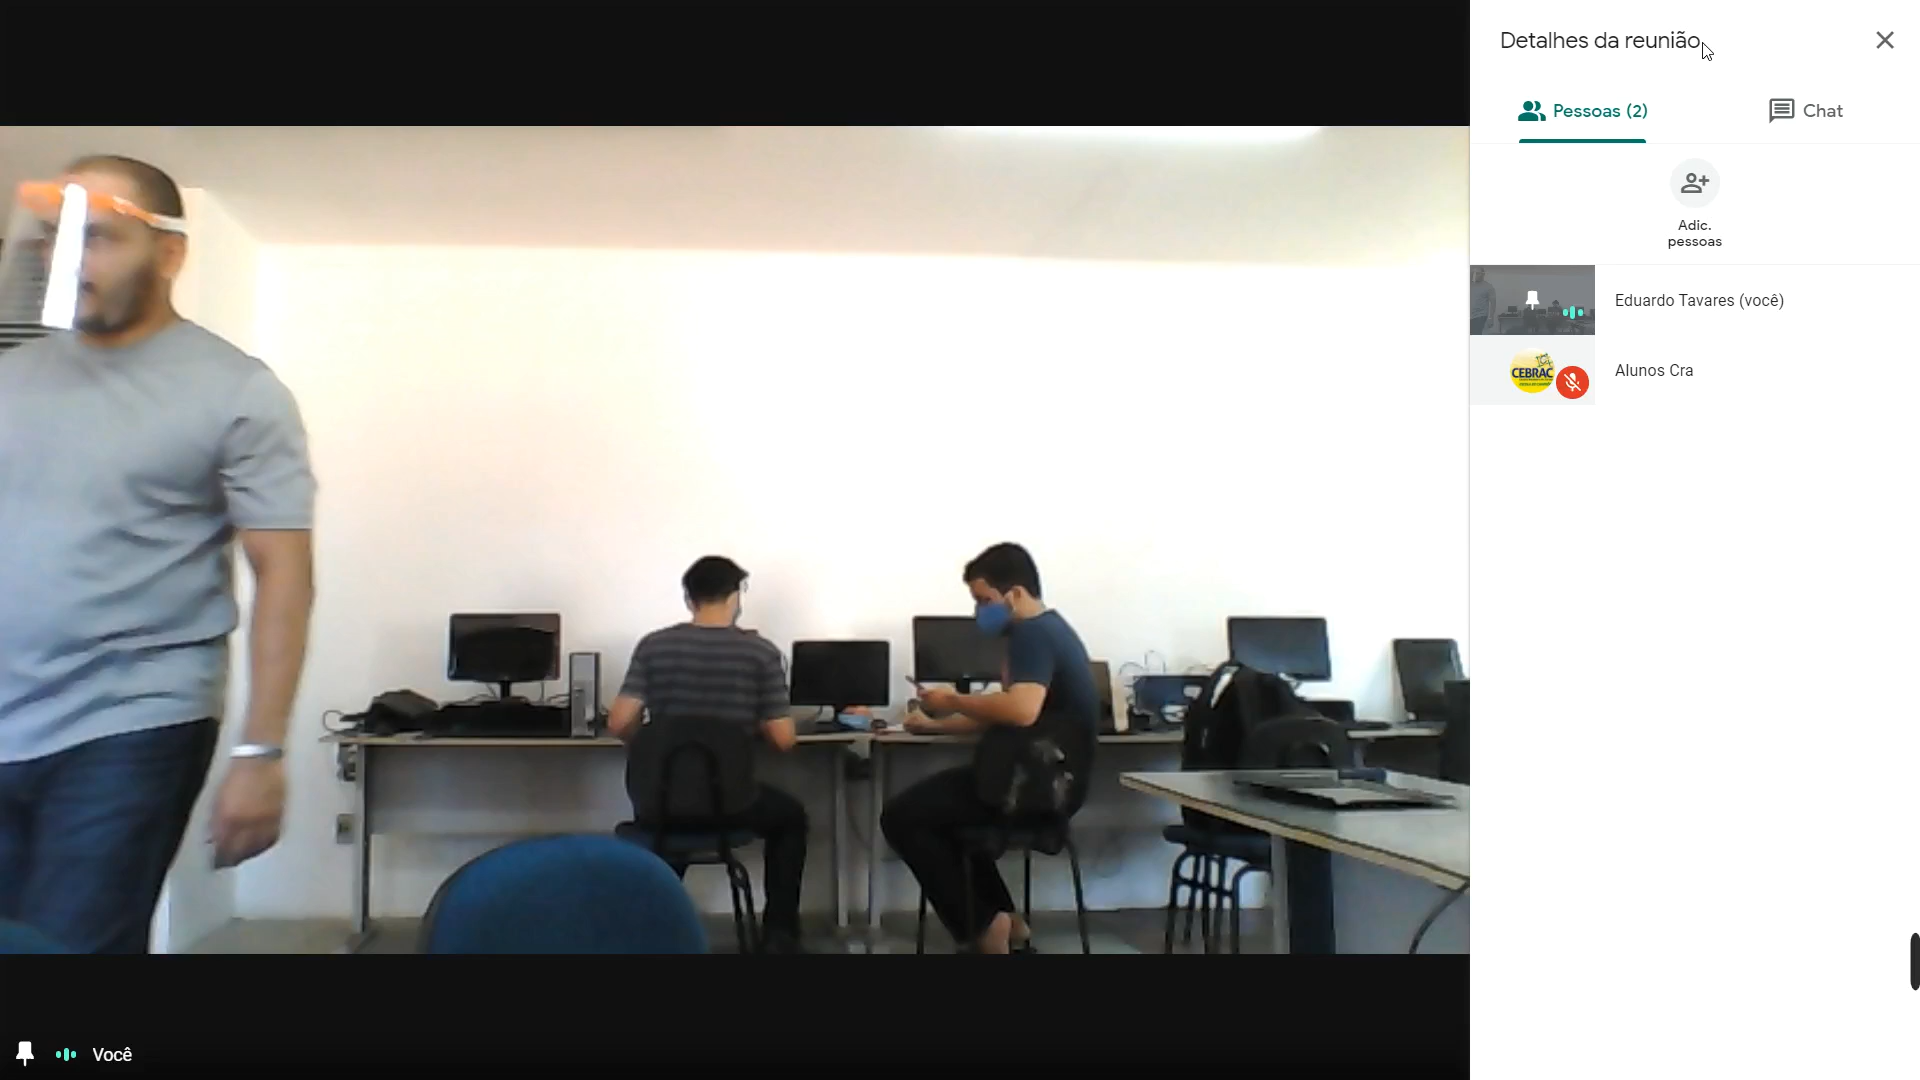 Detalhes da reunião
Pessoas (2)
Chat
Adic.
pessoas
Eduardo Tavares (você)
CEBRAC
Alunos Cra
Você